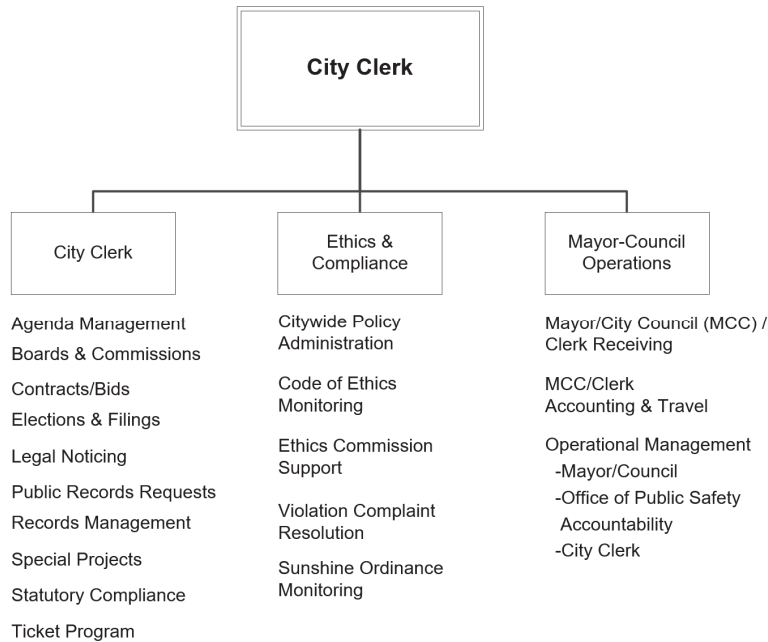 City Clerk
City Clerk
Agenda Management
Boards & Commissions
Contracts/Bids
Elections & Filings
Legal Noticing
Public Records Requests
Records Management
Special Projects
Statutory Compliance
Ticket Program
Ethics &
Compliance
Citywide Policy
Administration
Code of Ethics
Monitoring
Ethics Commission
Support
Violation Complaint
Resolution
Sunshine Ordinance
Monitoring
Mayor-Council
Operations
Mayor/City Council (MCC) /
Clerk Receiving
MCC/Clerk
Accounting & Travel
Operational Management
-Mayor/Council
-Office of Public Safety
Accountability
-City Clerk